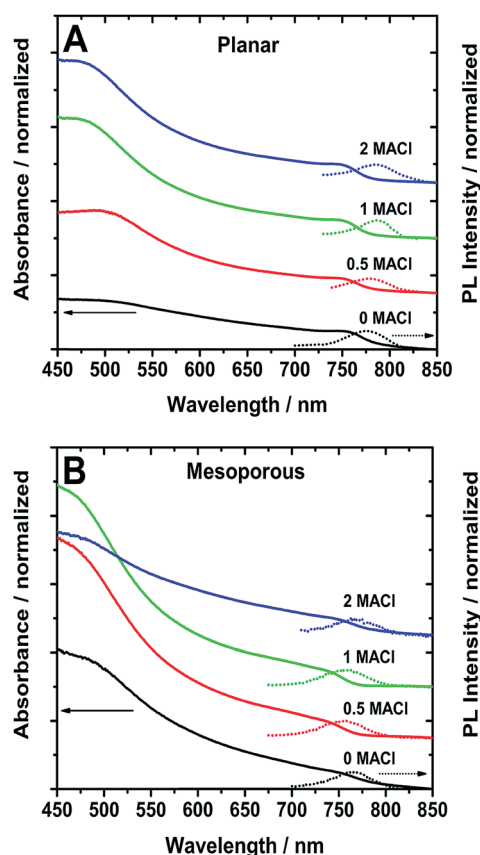 A
Planar
Absorbance / normalized
PL Intensity / normalized
2 MACl
1 MACl
0.5 MACl
0 MACl
450 500 550 600 650 700 750 800 850
Wavelength / nm
B
Mesoporous
Absorbance / normalized
PL Intensity / normalized
2 MACl
1 MACl
0.5 MACl
0 MACl
450 500 550 600 650 700 750 800 850
Wavelength / nm